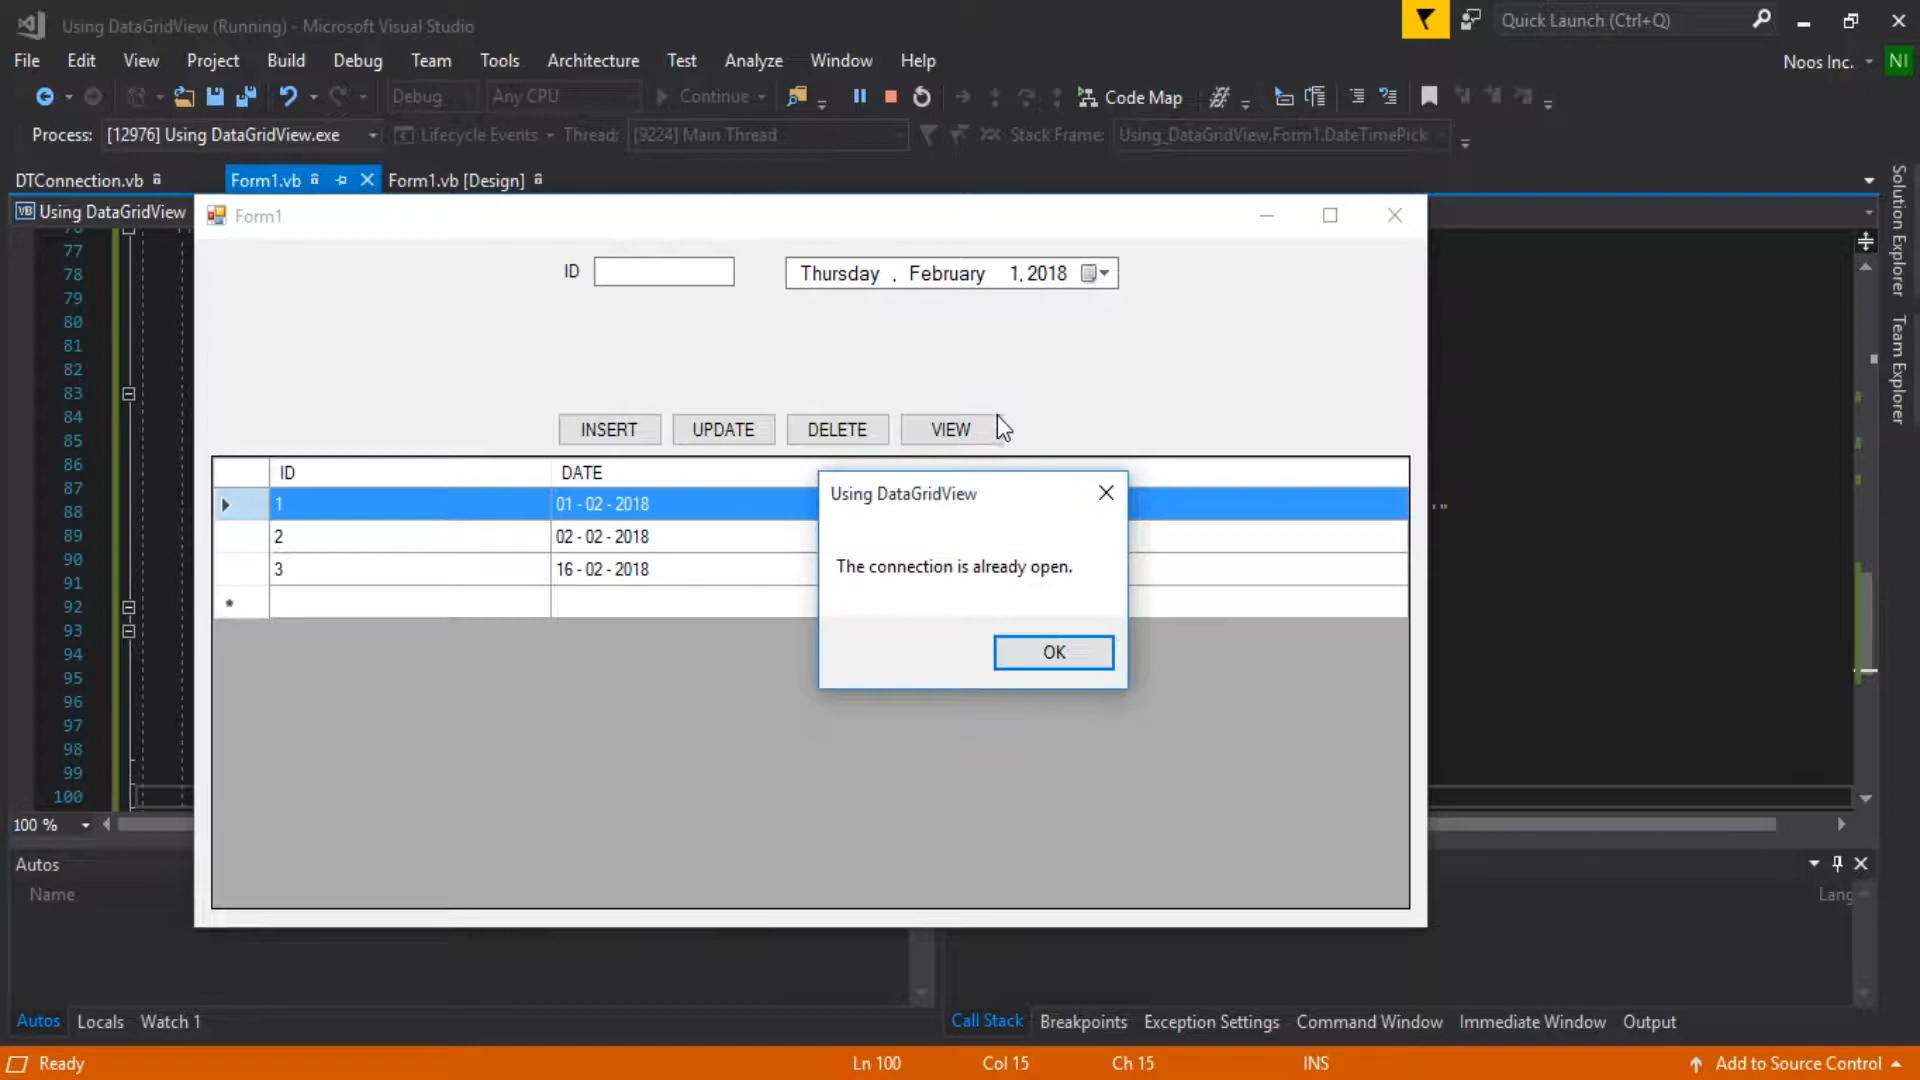 Using DataGridView (Running) - Microsoft Visual Studio
Quick Launch (Ctrl+Q)
File Edit View Project Build Debug Team Tools Architecture Test Analyze Window Help
Noos Inc. NI
Debug Any CPU Continue Code Map
Process: [12976] Using DataGridView.exe Lifecycle Events Thread: [9224] Main Thread Stack Frame: Using_DataGridView.Form1.DateTimePick
DTConnection.vb Form1.vb Form1.vb [Design]
Solution Explorer
Team Explorer
VB Using DataGridView
Form1
77
78
79
80
81
82
83
84
85
86
87
88
89
90
91
92
93
94
95
96
97
98
99
100
ID Thursday , February 1, 2018
INSERT UPDATE DELETE VIEW
ID DATE
1 01 - 02 - 2018
2 02 - 02 - 2018
3 16 - 02 - 2018
*
'"
Using DataGridView
The connection is already open.
OK
100 %
Autos
Name
Lang
Autos Locals Watch 1
Call Stack Breakpoints Exception Settings Command Window Immediate Window Output
Ready Ln 100 Col 15 Ch 15 INS Add to Source Control